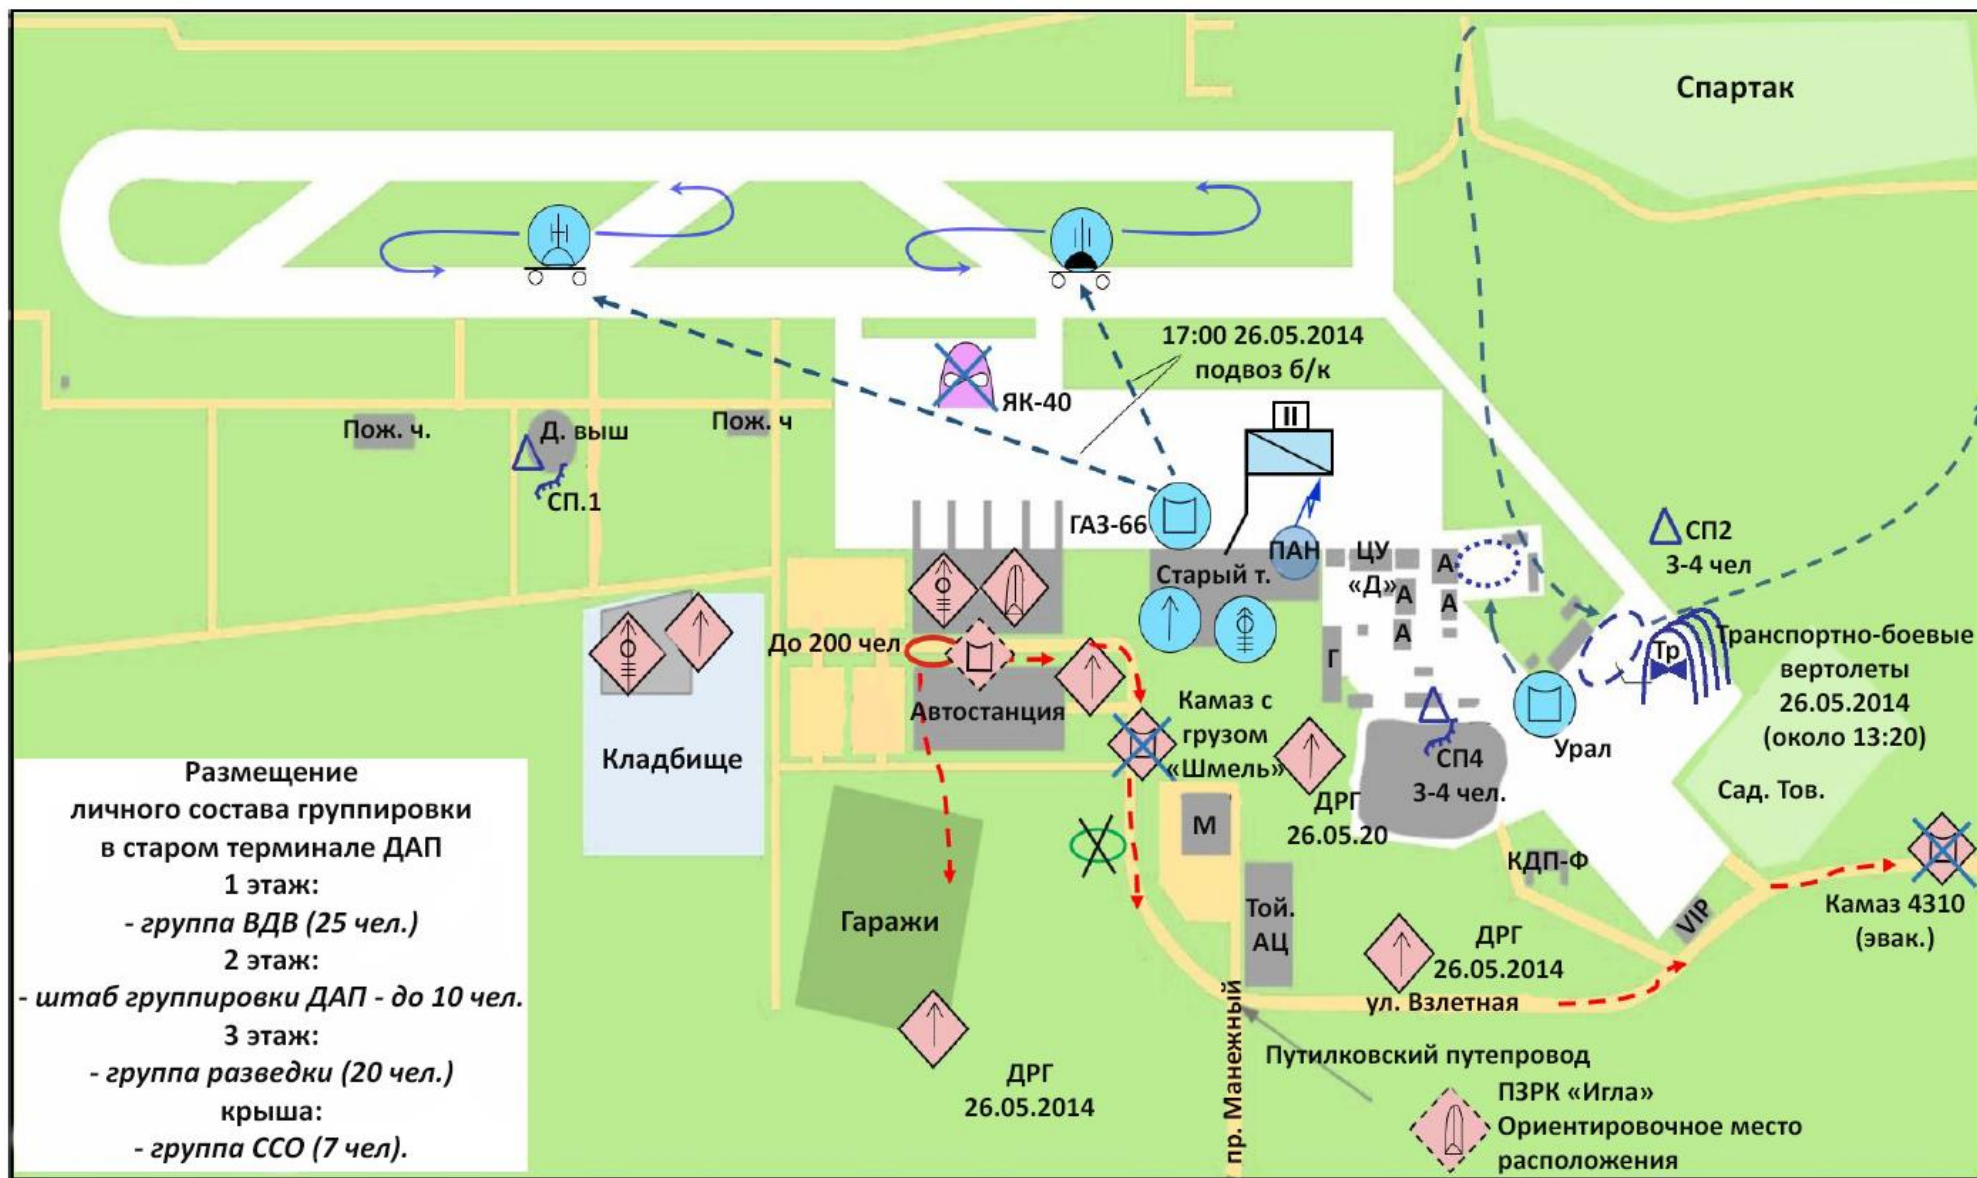 Спартак
17:00 26.05.2014
подвоз б/к
ЯК-40
Пож. ч.
Д. выш
Пож. ч
СП.1
II
ГАЗ-66
ПАН
Старый т.
ЦУ
«Д»
А
А
А
А
Г
СП2
3-4 чел
До 200 чел
Автостанция
Тр
Транспортно-боевые
вертолеты
26.05.2014
(около 13:20)
Камаз с
грузом
«Шмель»
ДРГ
26.05.20
СП4
3-4 чел.
Урал
Сад. Тов.
Кладбище
М
КДП-Ф
Той.
АЦ
Гаражи
VIP
Камаз 4310
(эвак.)
ДРГ
26.05.2014
ул. Взлетная
пр. Манежный
Путилковский путепровод
ДРГ
26.05.2014
ПЗРК «Игла»
Ориентировочное место
расположения
Размещение
личного состава группировки
в старом терминале ДАП
1 этаж:
- группа ВДВ (25 чел.)
2 этаж:
- штаб группировки ДАП - до 10 чел.
3 этаж:
- группа разведки (20 чел.)
крыша:
- группа ССО (7 чел).